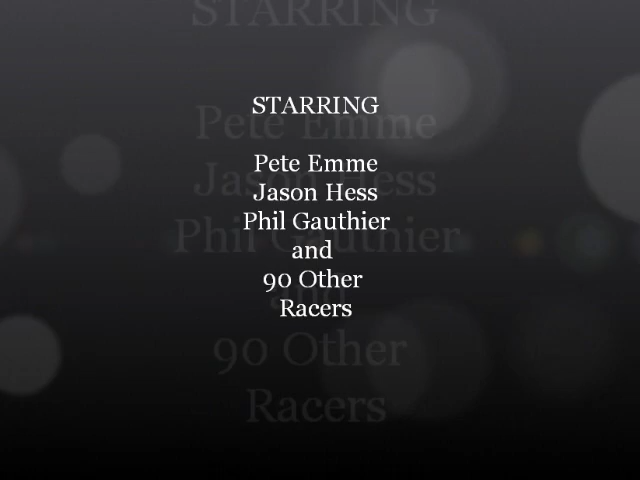 STARRING
Pete Emme
Jason Hess
Phil Gauthier
and
90 Other
Racers